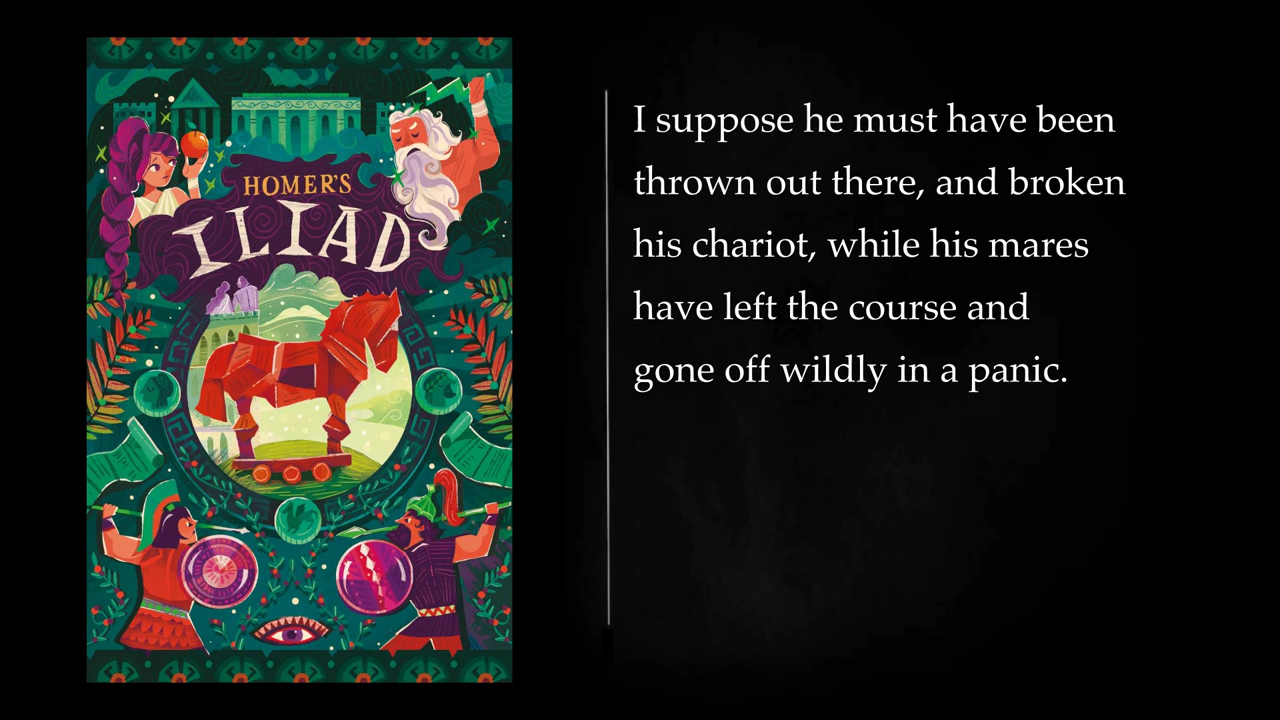 HOMER'S
ILIAD
I suppose he must have been
thrown out there, and broken
his chariot, while his mares
have left the course and
gone off wildly in a panic.